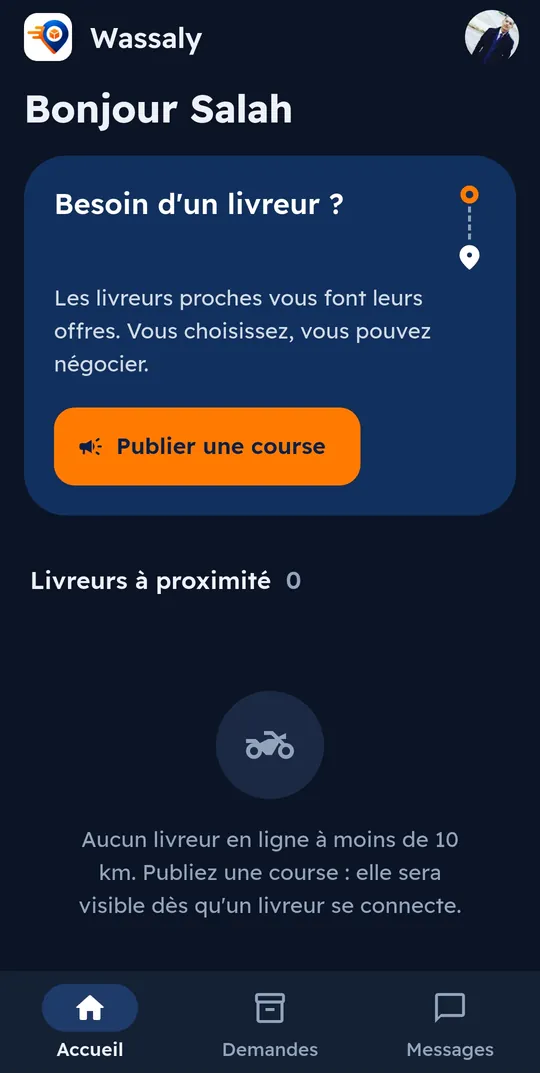 Wassaly
Bonjour Salah
Besoin d'un livreur ?
Les livreurs proches vous font leurs
offres. Vous choisissez, vous pouvez
négocier.
Publier une course
Livreurs à proximité 0
Aucun livreur en ligne à moins de 10
km. Publiez une course : elle sera
visible dès qu'un livreur se connecte.
Accueil
Demandes
Messages